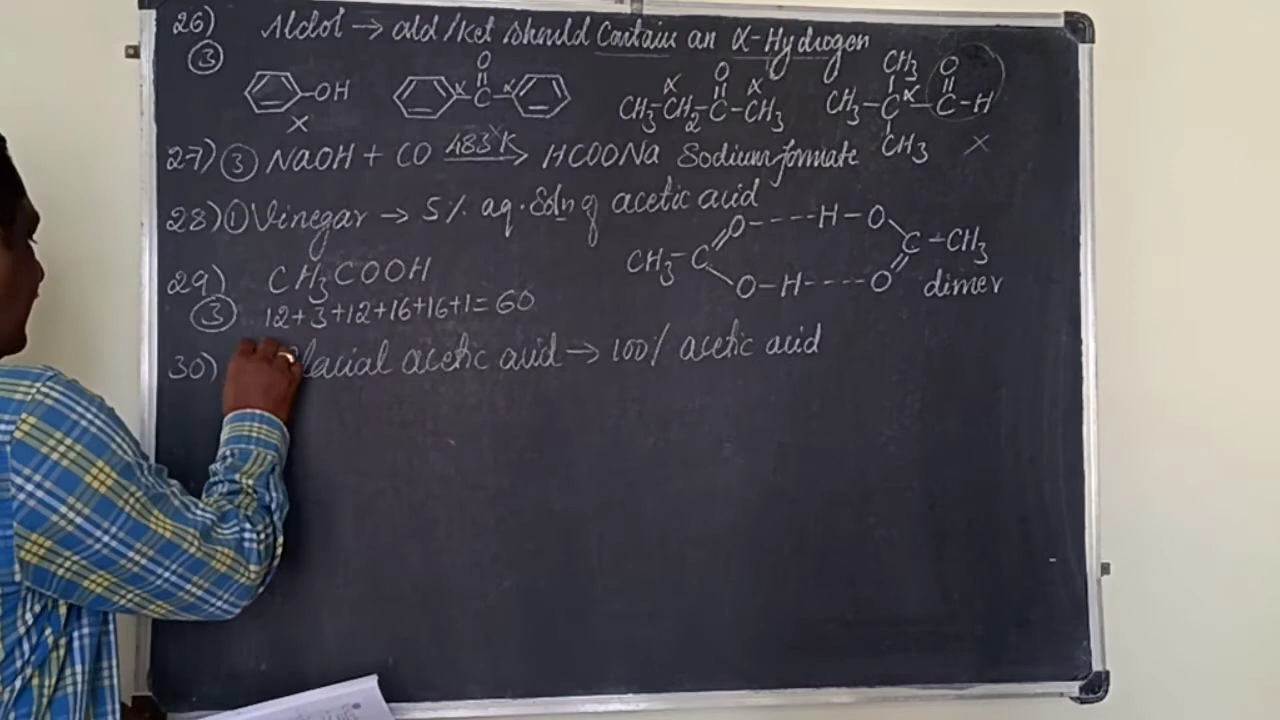 26) Aldol → ald/ket should Contain an α-Hydrogen
③
OH
X
O
α C α
α O α
CH3-CH2-C-CH3
CH3
O
CH3-C α-C-H
CH3
X
27) ③ NaOH + CO 483 K → HCOONa Sodium formate
28) ① Vinegar → 5% aq. Soln of acetic acid
29) CH3COOH
③ 12+3+12+16+16+1=60
CH3-C
O----H-O
O-H----O
C-CH3
dimer
30) lacial acetic acid → 100% acetic acid